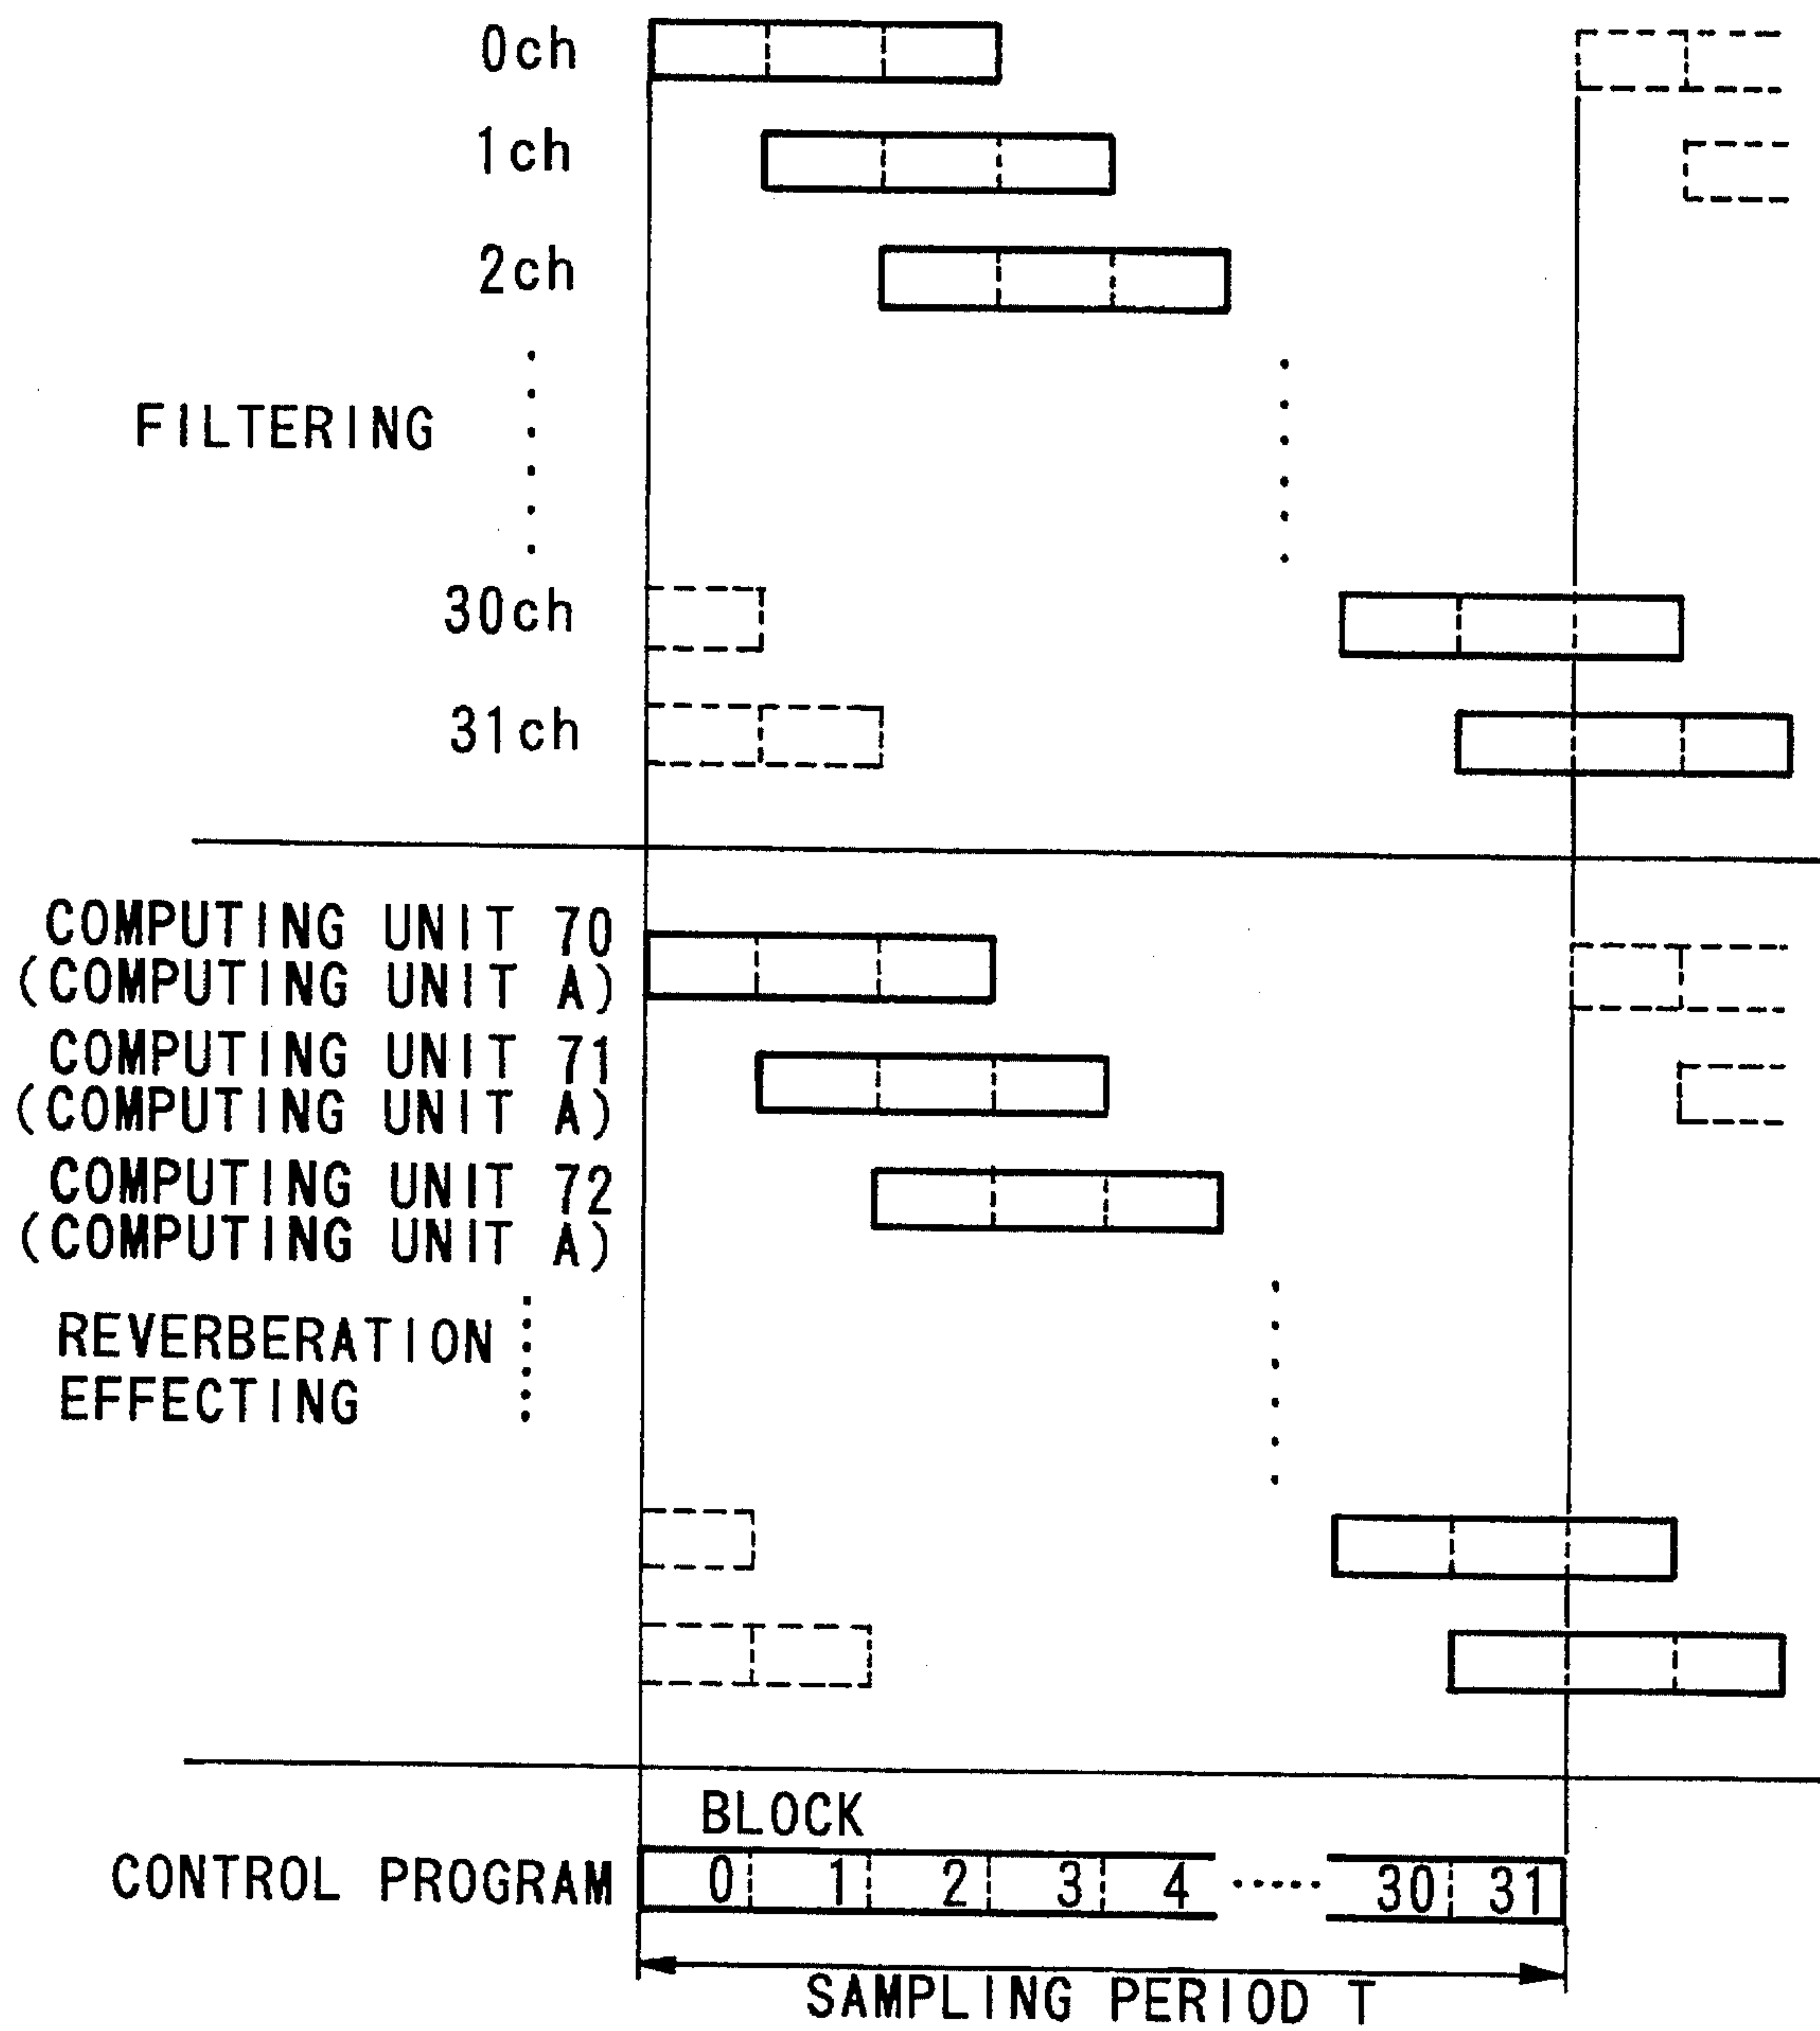 0ch
1ch
2ch
FILTERING
30ch
31ch
COMPUTING UNIT 70
(COMPUTING UNIT A)
COMPUTING UNIT 71
(COMPUTING UNIT A)
COMPUTING UNIT 72
(COMPUTING UNIT A)
REVERBERATION
EFFECTING
BLOCK
CONTROL PROGRAM 0 1 2 3 4 ..... 30 31
SAMPLING PERIOD T